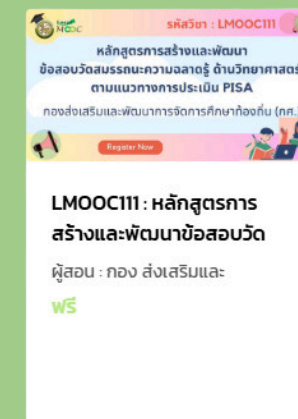 MOOC
รหัสวิชา : LMOOC111
หลักสูตรการสร้างและพัฒนา
ข้อสอบวัดสมรรถนะความฉลาดรู้ ด้านวิทยาศาสตร์
ตามแนวทางการประเมิน PISA
กองส่งเสริมและพัฒนาการจัดการศึกษาท้องถิ่น (กศ.
Register Now
LMOOC111 : หลักสูตรการ
สร้างและพัฒนาข้อสอบวัด
ผู้สอน : กอง ส่งเสริมและ
ฟรี